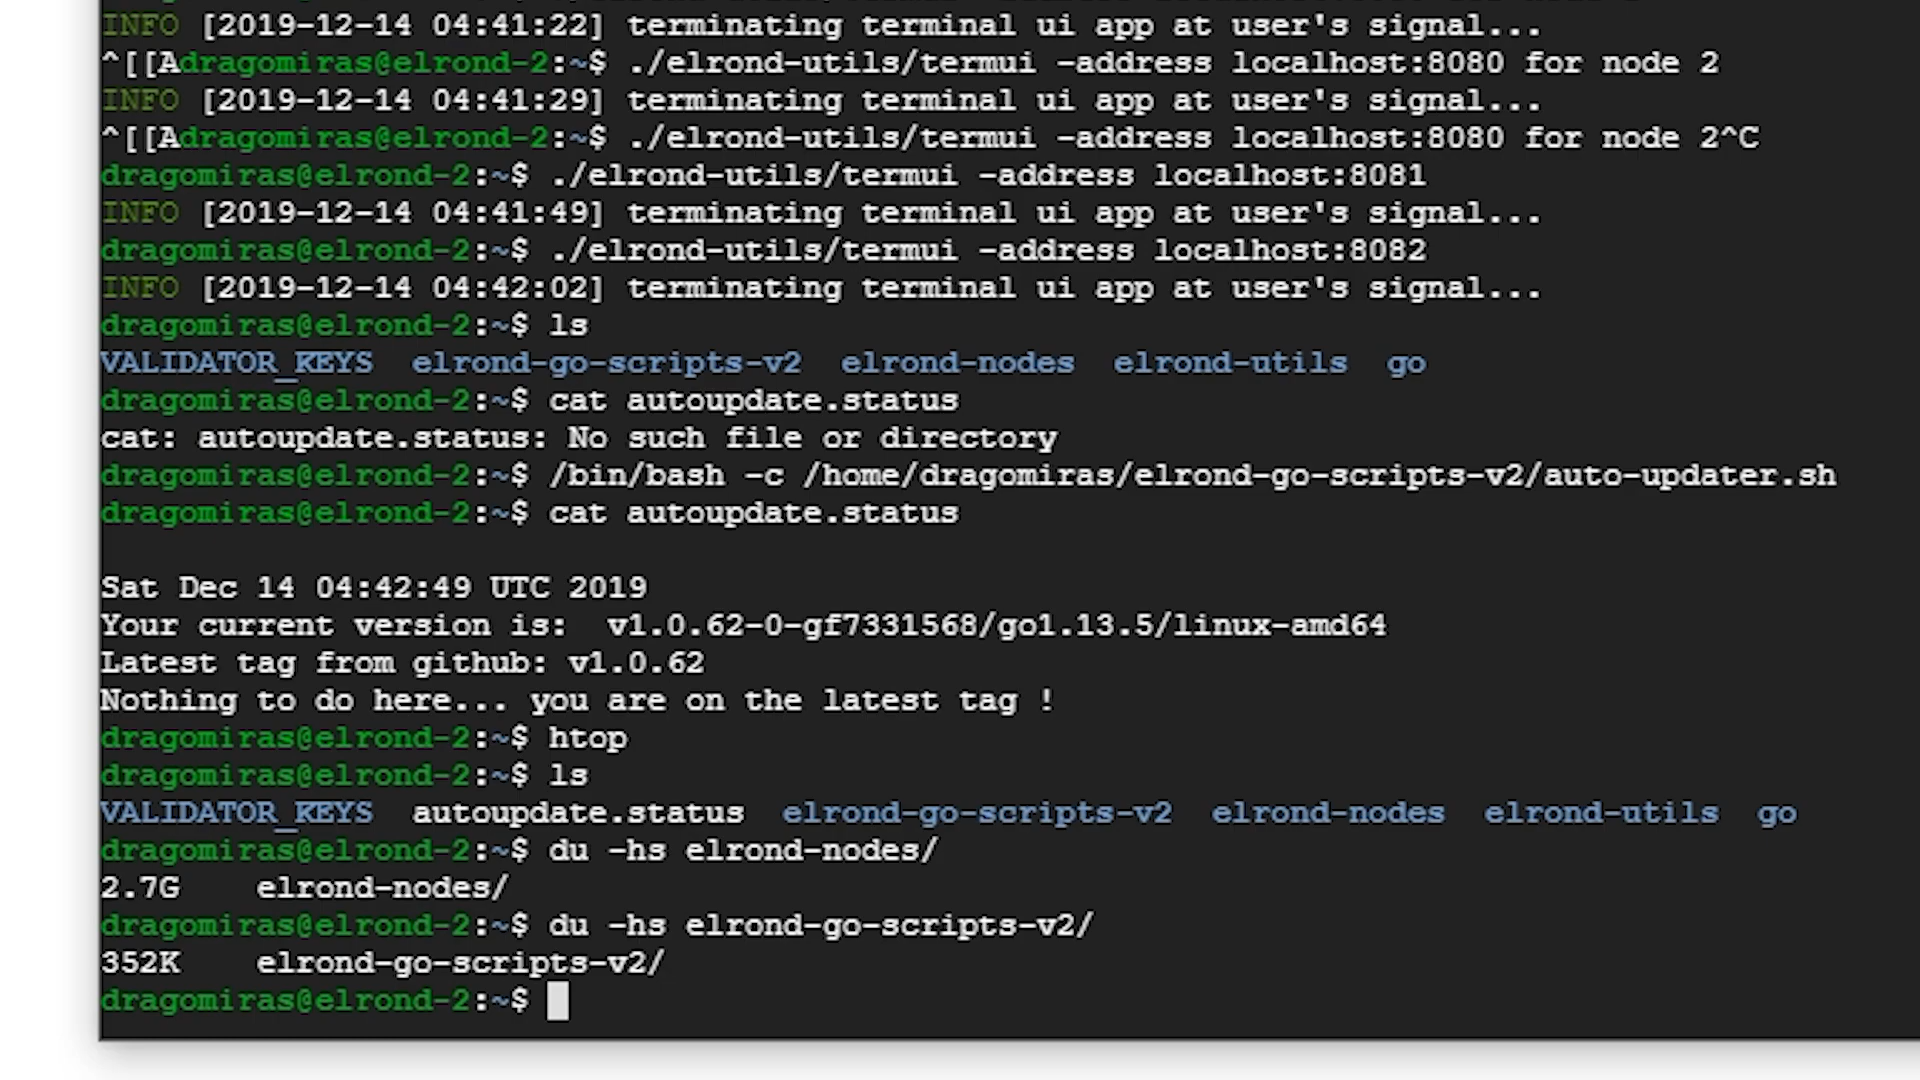 INFO [2019-12-14 04:41:22] terminating terminal ui app at user's signal...
^[[Adragomiras@elrond-2:~$ ./elrond-utils/termui -address localhost:8080 for node 2
INFO [2019-12-14 04:41:29] terminating terminal ui app at user's signal...
^[[Adragomiras@elrond-2:~$ ./elrond-utils/termui -address localhost:8080 for node 2^C
dragomiras@elrond-2:~$ ./elrond-utils/termui -address localhost:8081
INFO [2019-12-14 04:41:49] terminating terminal ui app at user's signal...
dragomiras@elrond-2:~$ ./elrond-utils/termui -address localhost:8082
INFO [2019-12-14 04:42:02] terminating terminal ui app at user's signal...
dragomiras@elrond-2:~$ ls
VALIDATOR_KEYS  elrond-go-scripts-v2  elrond-nodes  elrond-utils  go
dragomiras@elrond-2:~$ cat autoupdate.status
cat: autoupdate.status: No such file or directory
dragomiras@elrond-2:~$ /bin/bash -c /home/dragomiras/elrond-go-scripts-v2/auto-updater.sh
dragomiras@elrond-2:~$ cat autoupdate.status
Sat Dec 14 04:42:49 UTC 2019
Your current version is:  v1.0.62-0-gf7331568/go1.13.5/linux-amd64
Latest tag from github: v1.0.62
Nothing to do here... you are on the latest tag !
dragomiras@elrond-2:~$ htop
dragomiras@elrond-2:~$ ls
VALIDATOR_KEYS  autoupdate.status  elrond-go-scripts-v2  elrond-nodes  elrond-utils  go
dragomiras@elrond-2:~$ du -hs elrond-nodes/
2.7G    elrond-nodes/
dragomiras@elrond-2:~$ du -hs elrond-go-scripts-v2/
352K    elrond-go-scripts-v2/
dragomiras@elrond-2:~$